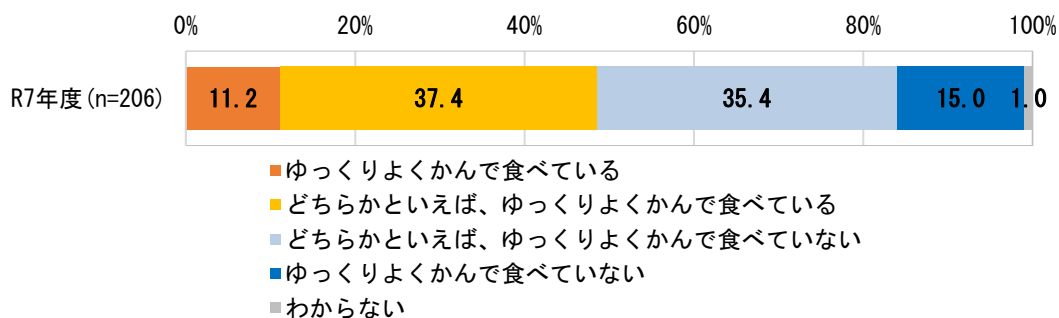 0% 20% 40% 60% 80% 100%
R7年度(n=206) 11.2 37.4 35.4 15.0 1.0
ゆっくりよくかんで食べている
どちらかといえば、ゆっくりよくかんで食べている
どちらかといえば、ゆっくりよくかんで食べていない
ゆっくりよくかんで食べていない
わからない